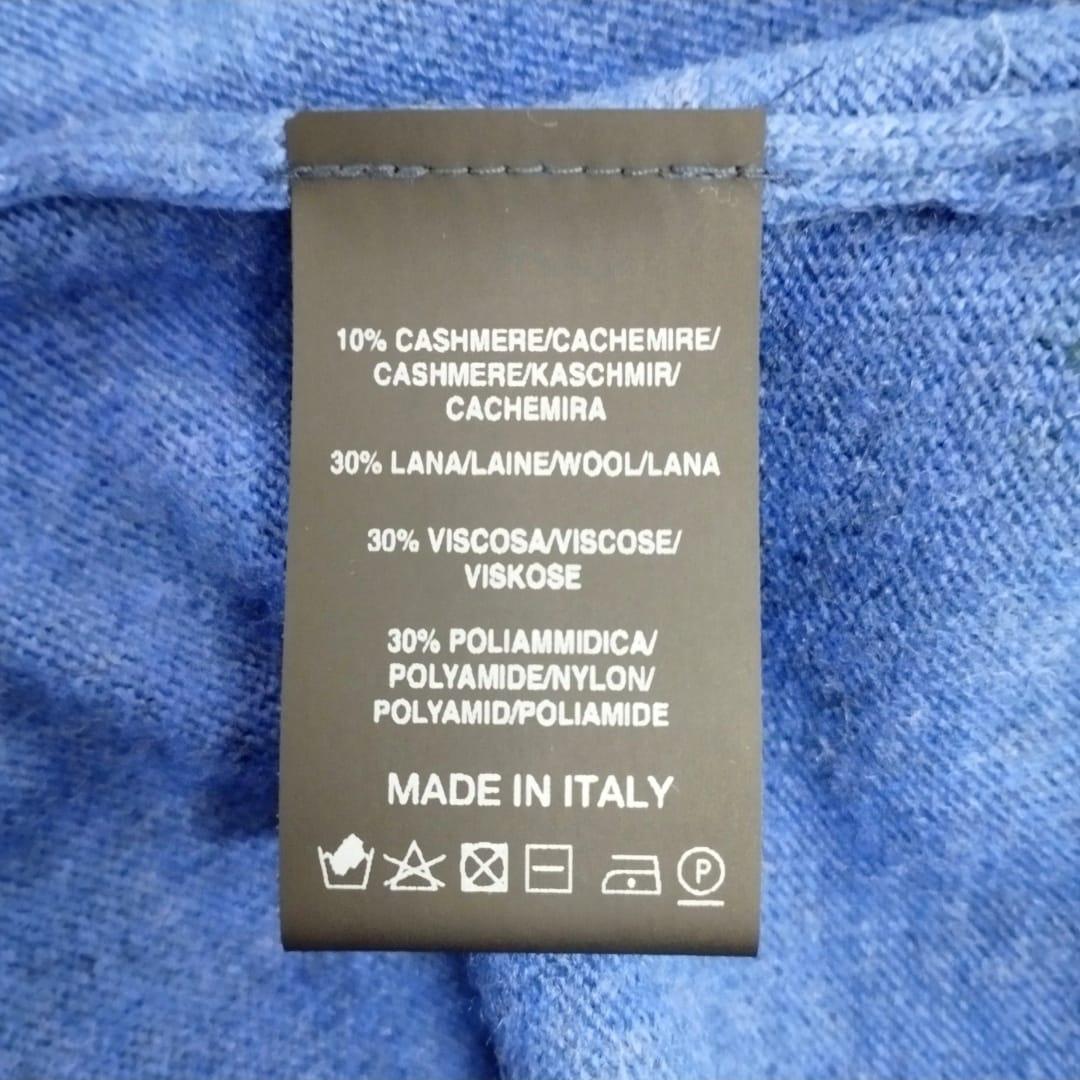 10% CASHMERE/CACHEMIRE/
CASHMERE/KASCHMIR/
CACHEMIRA
30% LANA/LAINE/WOOL/LANA
30% VISCOSA/VISCOSE/
VISKOSE
30% POLIAMMIDICA/
POLYAMIDE/NYLON/
POLYAMID/POLIAMIDE
MADE IN ITALY
P